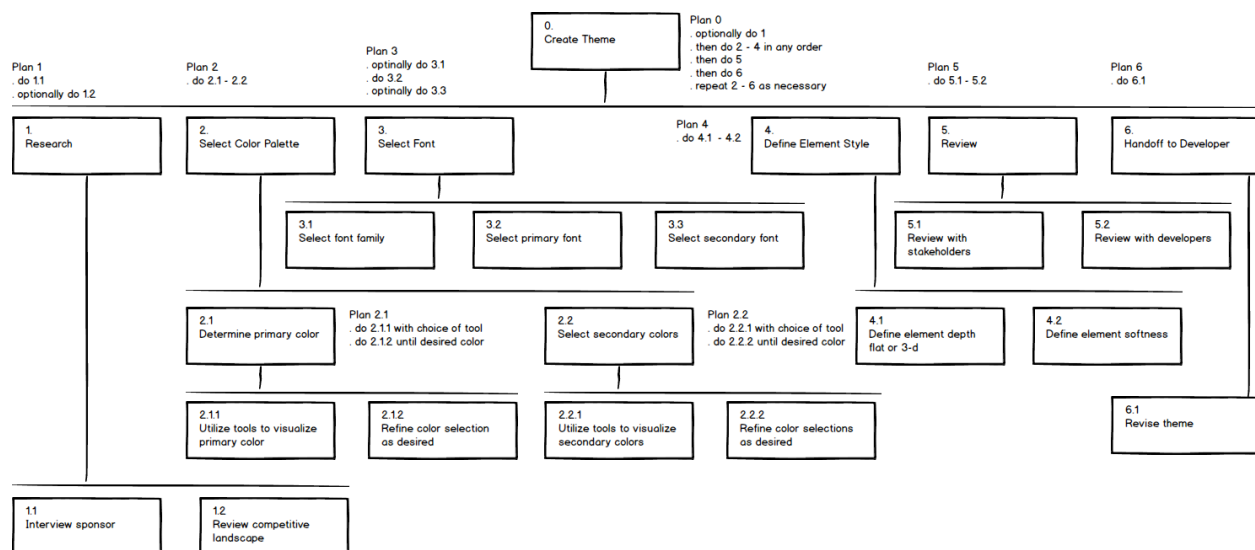 0.
Create Theme
Plan 0
. optionally do 1
. then do 2 - 4 in any order
. then do 5
. then do 6
. repeat 2 - 6 as necessary
Plan 1
. do 1.1
. optionally do 1.2
Plan 2
. do 2.1 - 2.2
Plan 3
. optinally do 3.1
. do 3.2
. optinally do 3.3
Plan 5
. do 5.1 - 5.2
Plan 6
. do 6.1
1.
Research
2.
Select Color Palette
3.
Select Font
Plan 4
. do 4.1 - 4.2
4.
Define Element Style
5.
Review
6.
Handoff to Developer
3.1
Select font family
3.2
Select primary font
3.3
Select secondary font
5.1
Review with
stakeholders
5.2
Review with developers
2.1
Determine primary color
Plan 2.1
. do 2.1.1 with choice of tool
. do 2.1.2 until desired color
2.2
Select secondary colors
Plan 2.2
. do 2.2.1 with choice of tool
. do 2.2.2 until desired color
4.1
Define element depth
flat or 3-d
4.2
Define element softness
2.1.1
Utilize tools to visualize
primary color
2.1.2
Refine color selection
as desired
2.2.1
Utilize tools to visualize
secondary colors
2.2.2
Refine color selections
as desired
6.1
Revise theme
1.1
Interview sponsor
1.2
Review competitive
landscape